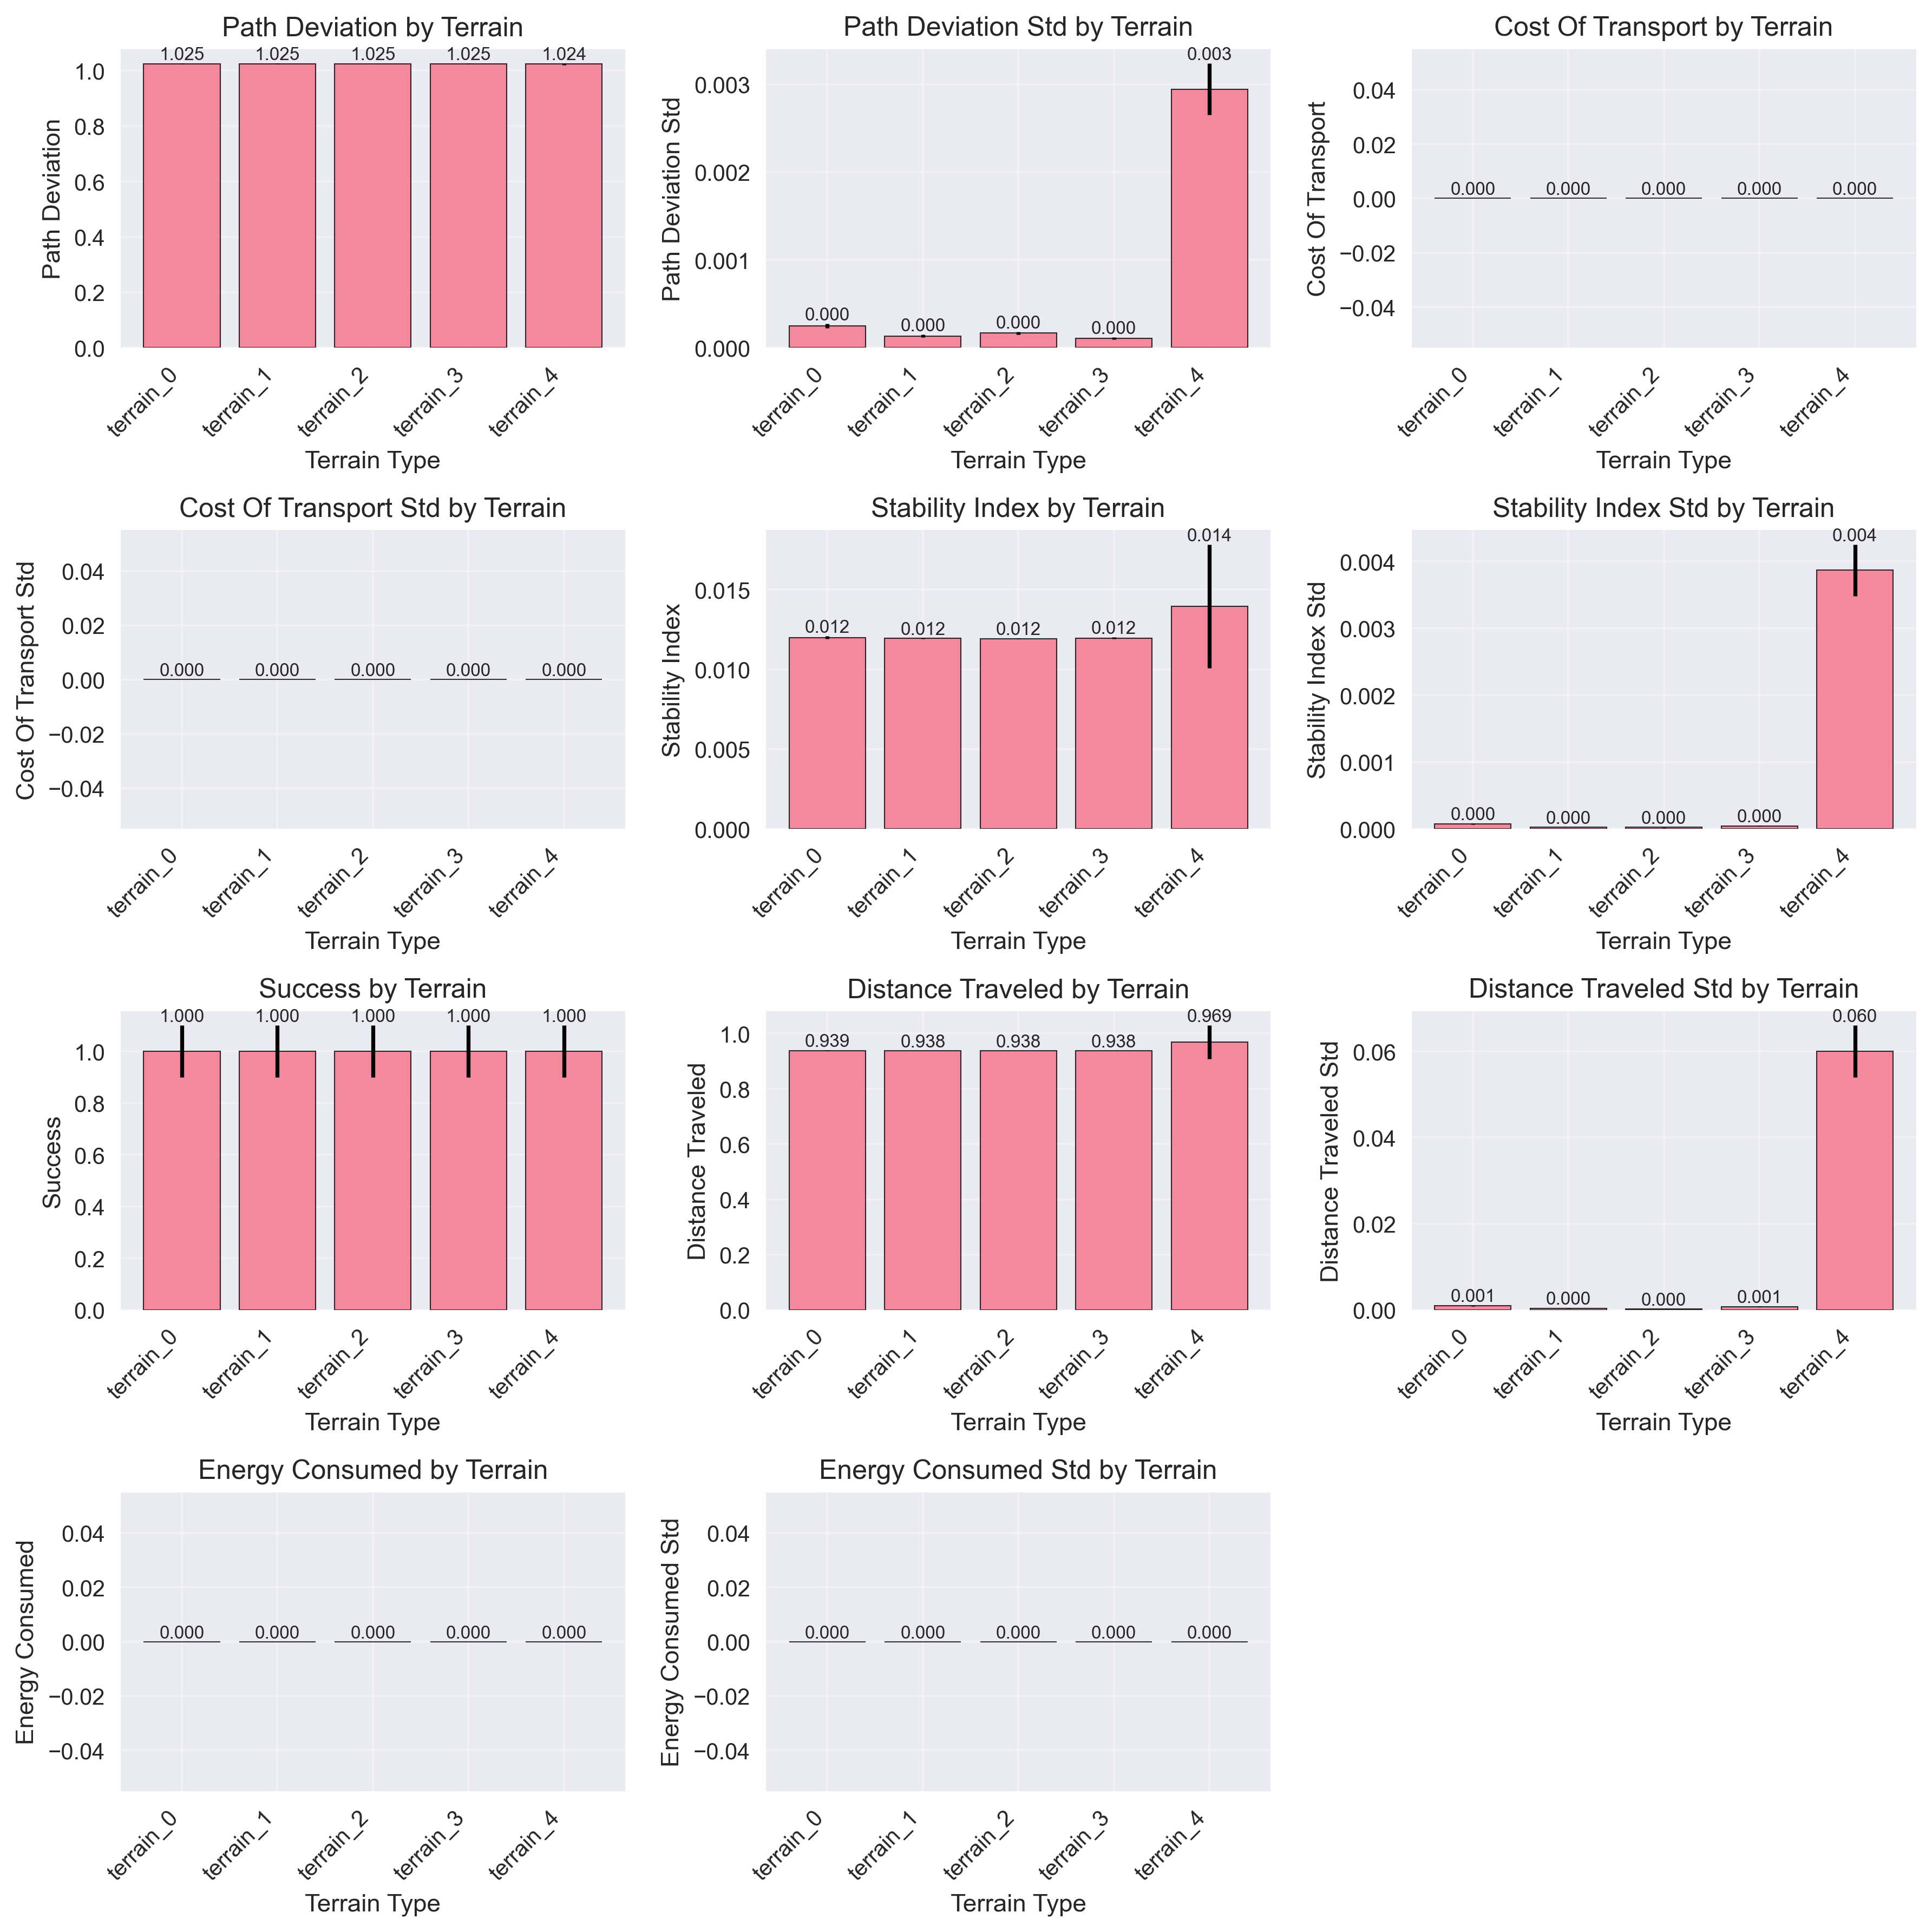 Path Deviation by Terrain
Path Deviation
1.0
0.8
0.6
0.4
0.2
0.0
1.025
1.025
1.025
1.025
1.024
terrain_0
terrain_1
terrain_2
terrain_3
terrain_4
Terrain Type
Path Deviation Std by Terrain
Path Deviation Std
0.003
0.002
0.001
0.000
0.000
0.000
0.000
0.000
0.003
terrain_0
terrain_1
terrain_2
terrain_3
terrain_4
Terrain Type
Cost Of Transport by Terrain
Cost Of Transport
0.04
0.02
0.00
−0.02
−0.04
0.000
0.000
0.000
0.000
0.000
terrain_0
terrain_1
terrain_2
terrain_3
terrain_4
Terrain Type
Cost Of Transport Std by Terrain
Cost Of Transport Std
0.04
0.02
0.00
−0.02
−0.04
0.000
0.000
0.000
0.000
0.000
terrain_0
terrain_1
terrain_2
terrain_3
terrain_4
Terrain Type
Stability Index by Terrain
Stability Index
0.015
0.010
0.005
0.000
0.012
0.012
0.012
0.012
0.014
terrain_0
terrain_1
terrain_2
terrain_3
terrain_4
Terrain Type
Stability Index Std by Terrain
Stability Index Std
0.004
0.003
0.002
0.001
0.000
0.000
0.000
0.000
0.000
0.004
terrain_0
terrain_1
terrain_2
terrain_3
terrain_4
Terrain Type
Success by Terrain
Success
1.0
0.8
0.6
0.4
0.2
0.0
1.000
1.000
1.000
1.000
1.000
terrain_0
terrain_1
terrain_2
terrain_3
terrain_4
Terrain Type
Distance Traveled by Terrain
Distance Traveled
1.0
0.8
0.6
0.4
0.2
0.0
0.939
0.938
0.938
0.938
0.969
terrain_0
terrain_1
terrain_2
terrain_3
terrain_4
Terrain Type
Distance Traveled Std by Terrain
Distance Traveled Std
0.06
0.04
0.02
0.00
0.001
0.000
0.000
0.001
0.060
terrain_0
terrain_1
terrain_2
terrain_3
terrain_4
Terrain Type
Energy Consumed by Terrain
Energy Consumed
0.04
0.02
0.00
−0.02
−0.04
0.000
0.000
0.000
0.000
0.000
terrain_0
terrain_1
terrain_2
terrain_3
terrain_4
Terrain Type
Energy Consumed Std by Terrain
Energy Consumed Std
0.04
0.02
0.00
−0.02
−0.04
0.000
0.000
0.000
0.000
0.000
terrain_0
terrain_1
terrain_2
terrain_3
terrain_4
Terrain Type